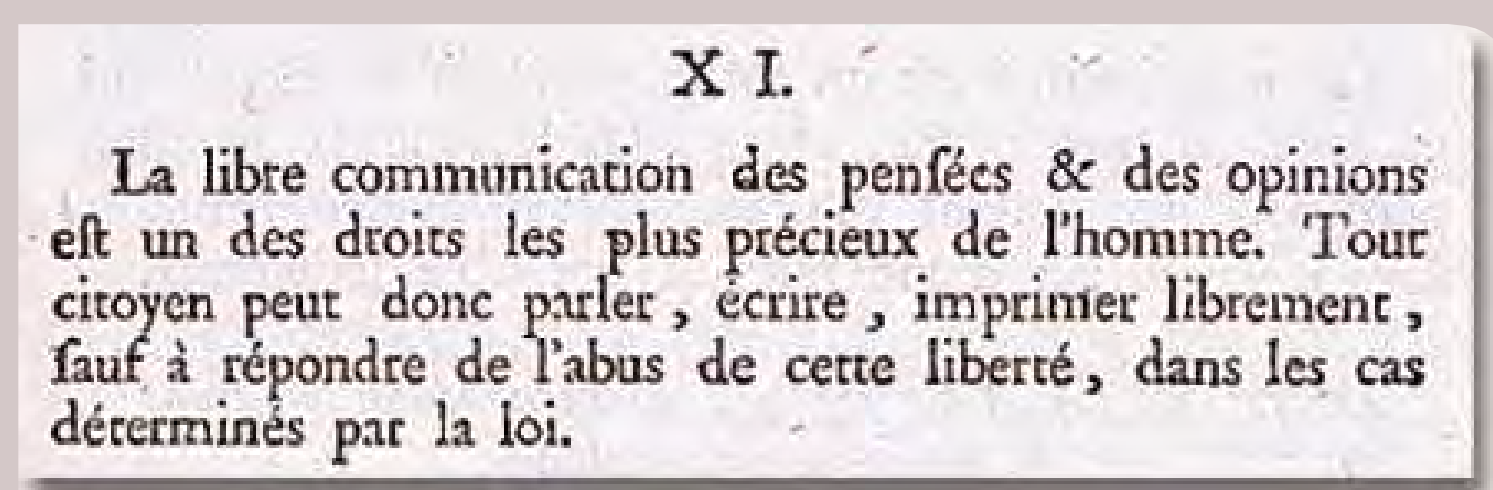 X I.
La libre communication des penſées & des opinions
eſt un des droits les plus précieux de l'homme. Tout
citoyen peut donc parler, écrire, imprimer librement,
ſauf à répondre de l'abus de cette liberté, dans les cas
déterminés par la loi.